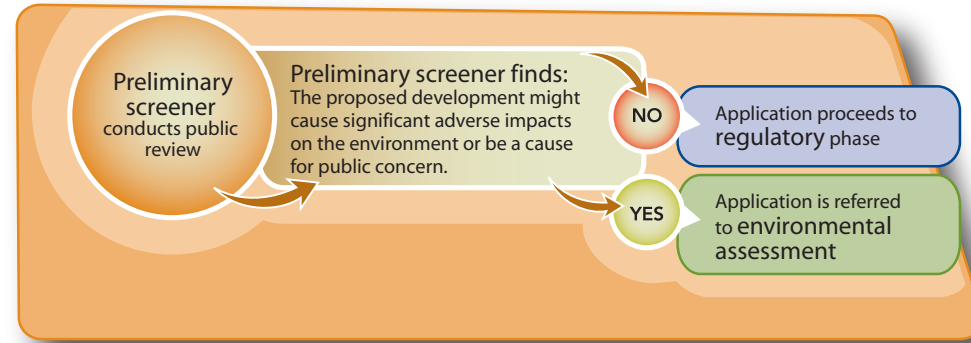 Preliminary
screener
conducts public
review
Preliminary screener finds:
The proposed development might
cause significant adverse impacts
on the environment or be a cause
for public concern.
NO
Application proceeds to
regulatory phase
YES
Application is referred
to environmental
assessment